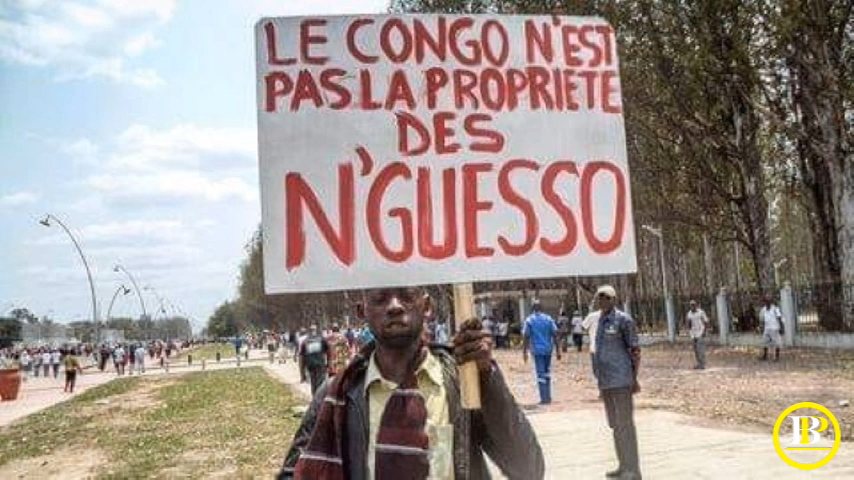 LE CONGO N'EST
PAS LA PROPRIETE
DES
N'GUESSO
B